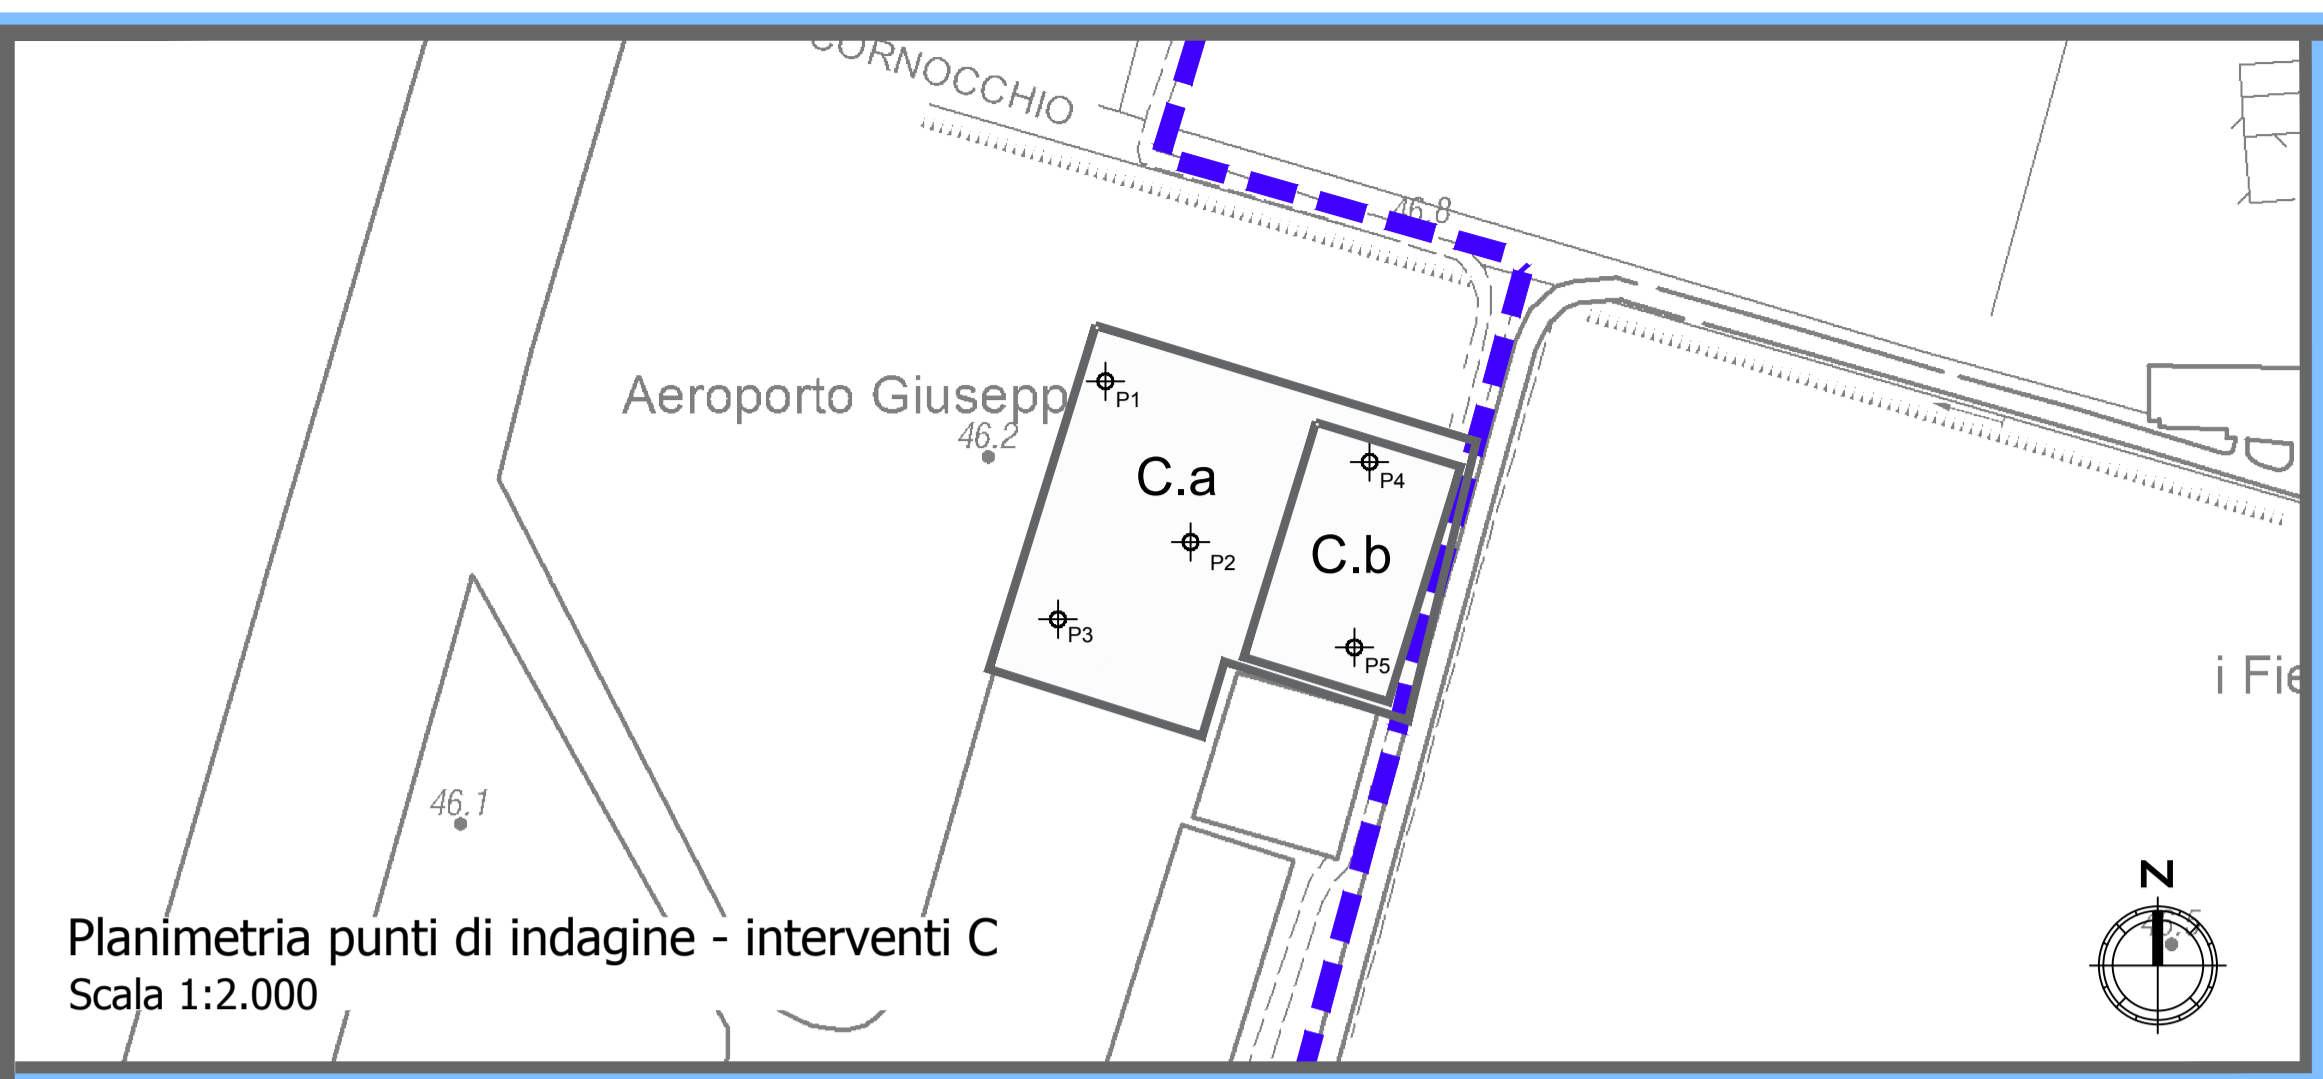 CORNOCCHIO
46.8
Aeroporto Giusepp
46.2
P1
C.a
P4
P2
C.b
P3
P5
i Fie
46.1
N
Planimetria punti di indagine - interventi C
Scala 1:2.000